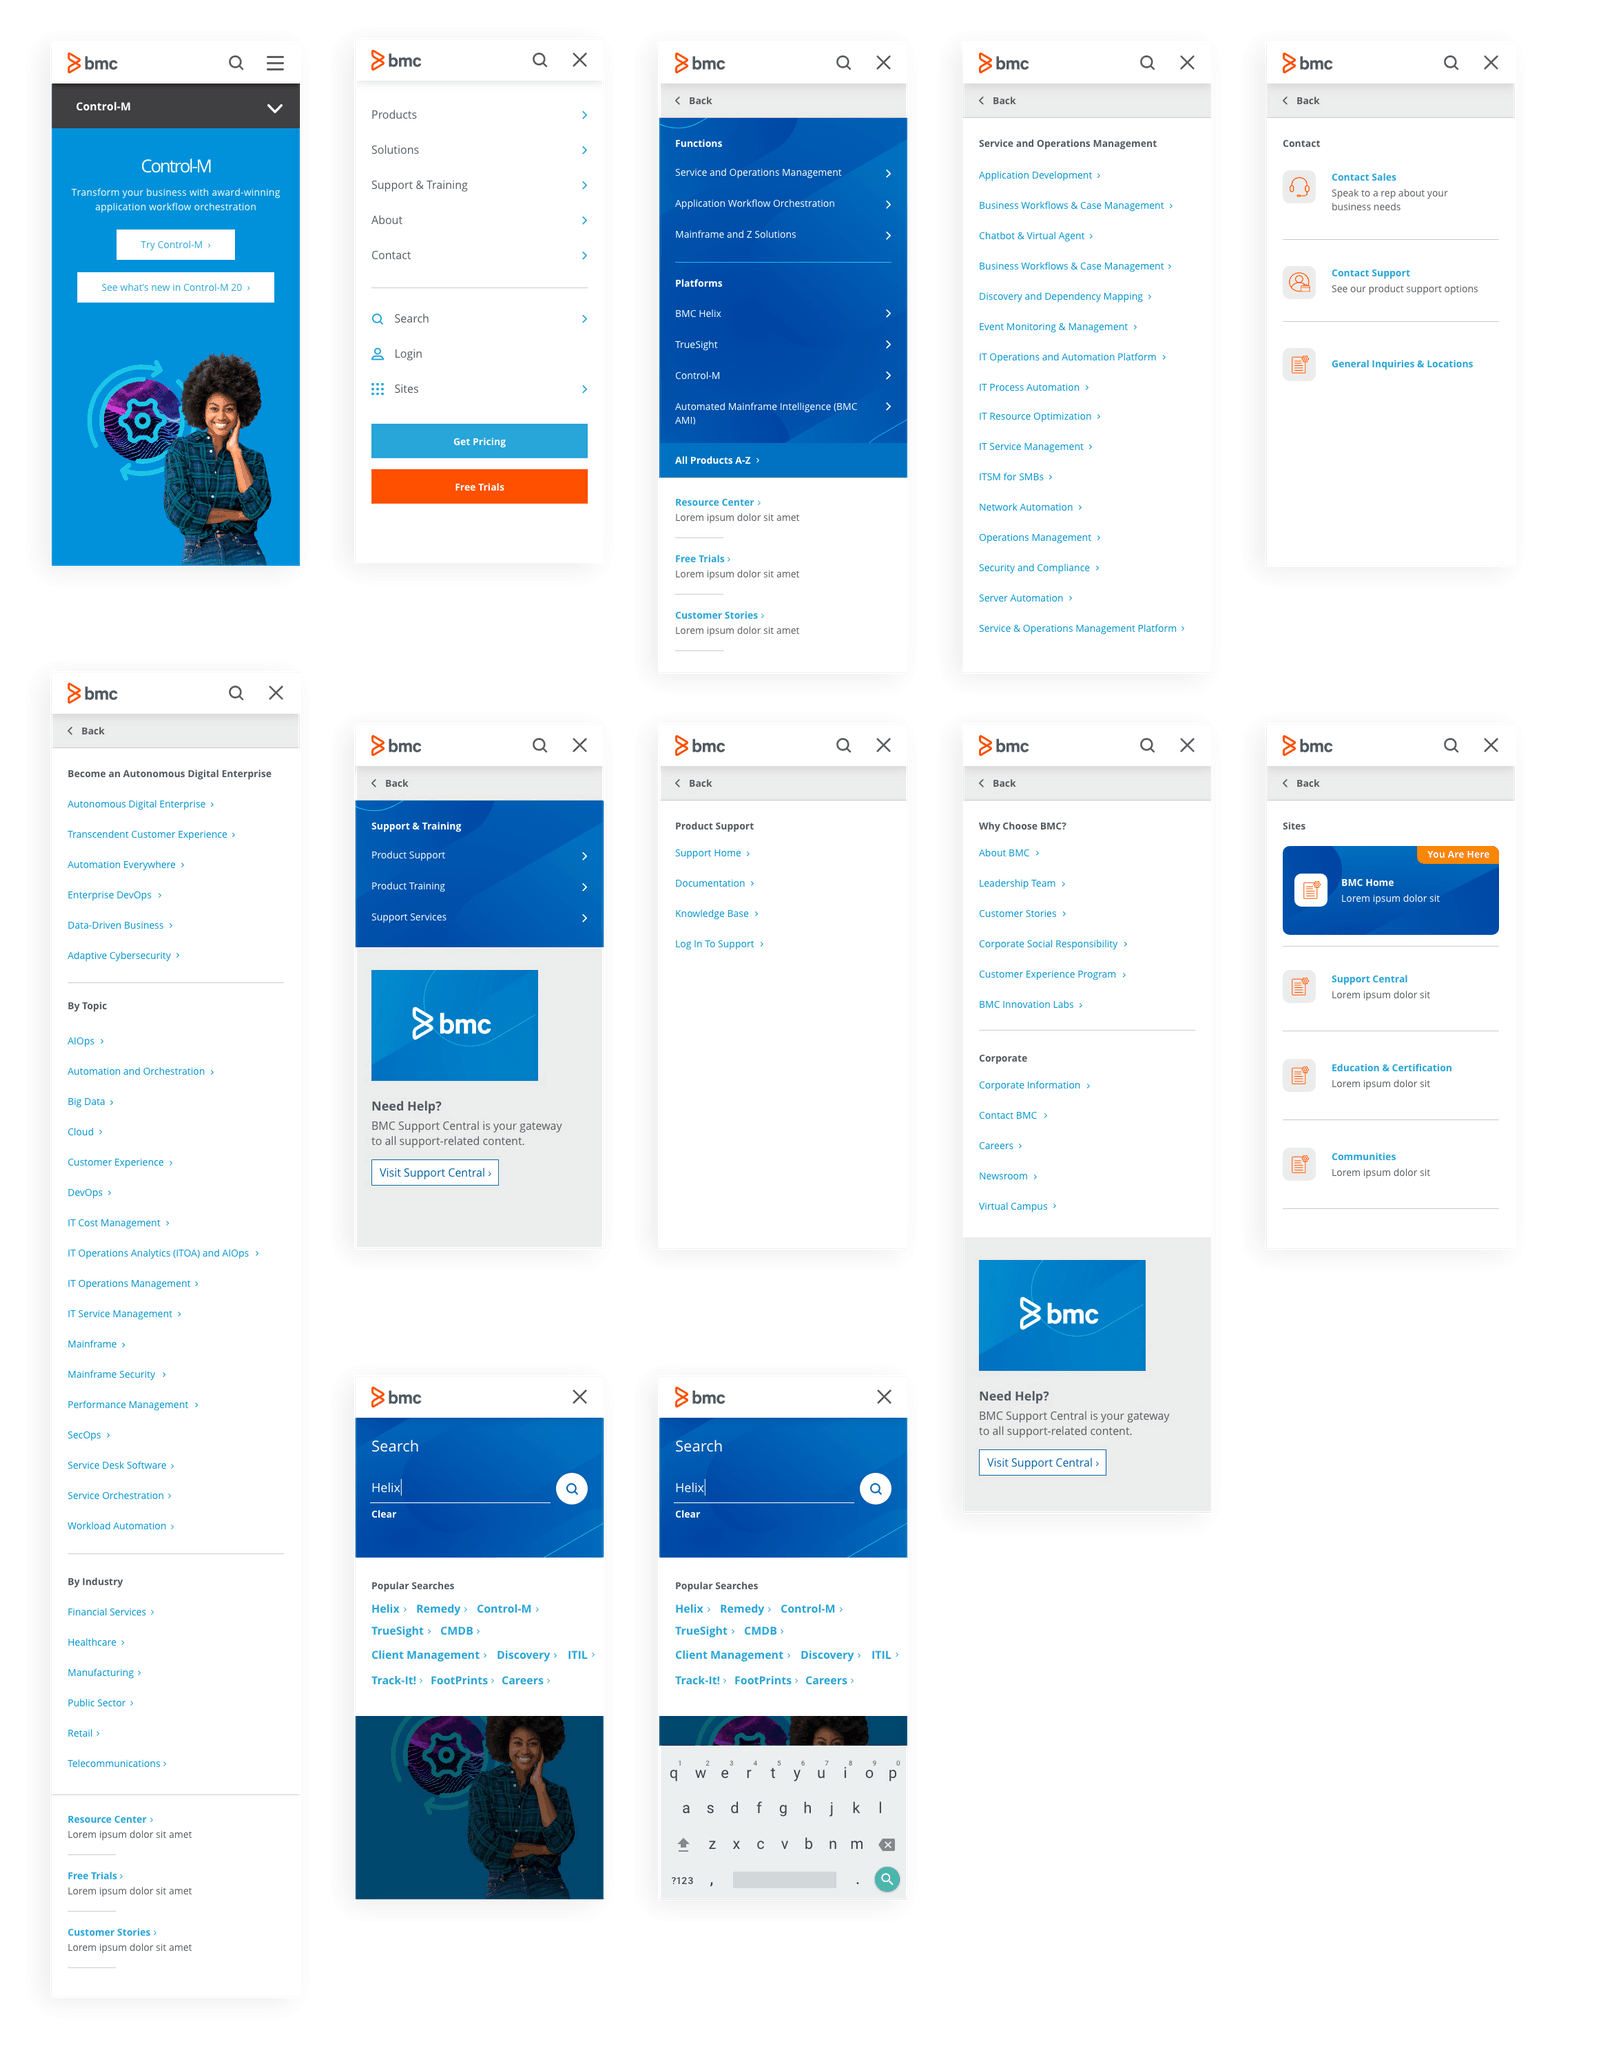 bmc
Control-M
Control-M
Transform your business with award-winning
application workflow orchestration
Try Control-M ›
See what's new in Control-M 20 ›
bmc
Products
Solutions
Support & Training
About
Contact
Search
Login
Sites
Get Pricing
Free Trials
bmc
Back
Functions
Service and Operations Management
Application Workflow Orchestration
Mainframe and Z Solutions
Platforms
BMC Helix
TrueSight
Control-M
Automated Mainframe Intelligence (BMC
AMI)
All Products A-Z ›
Resource Center ›
Lorem ipsum dolor sit amet
Free Trials ›
Lorem ipsum dolor sit amet
Customer Stories ›
Lorem ipsum dolor sit amet
bmc
Back
Service and Operations Management
Application Development ›
Business Workflows & Case Management ›
Chatbot & Virtual Agent ›
Business Workflows & Case Management ›
Discovery and Dependency Mapping ›
Event Monitoring & Management ›
IT Operations and Automation Platform ›
IT Process Automation ›
IT Resource Optimization ›
IT Service Management ›
ITSM for SMBs ›
Network Automation ›
Operations Management ›
Security and Compliance ›
Server Automation ›
Service & Operations Management Platform ›
bmc
Back
Contact
Contact Sales
Speak to a rep about your
business needs
Contact Support
See our product support options
General Inquiries & Locations
bmc
Back
Become an Autonomous Digital Enterprise
Autonomous Digital Enterprise ›
Transcendent Customer Experience ›
Automation Everywhere ›
Enterprise DevOps ›
Data-Driven Business ›
Adaptive Cybersecurity ›
By Topic
AIOps ›
Automation and Orchestration ›
Big Data ›
Cloud ›
Customer Experience ›
DevOps ›
IT Cost Management ›
IT Operations Analytics (ITOA) and AIOps ›
IT Operations Management ›
IT Service Management ›
Mainframe ›
Mainframe Security ›
Performance Management ›
SecOps ›
Service Desk Software ›
Service Orchestration ›
Workload Automation ›
By Industry
Financial Services ›
Healthcare ›
Manufacturing ›
Public Sector ›
Retail ›
Telecommunications ›
Resource Center ›
Lorem ipsum dolor sit amet
Free Trials ›
Lorem ipsum dolor sit amet
Customer Stories ›
Lorem ipsum dolor sit amet
bmc
Back
Support & Training
Product Support
Product Training
Support Services
bmc
Need Help?
BMC Support Central is your gateway
to all support-related content.
Visit Support Central ›
bmc
Back
Product Support
Support Home ›
Documentation ›
Knowledge Base ›
Log In To Support ›
bmc
Back
Why Choose BMC?
About BMC ›
Leadership Team ›
Customer Stories ›
Corporate Social Responsibility ›
Customer Experience Program ›
BMC Innovation Labs ›
Corporate
Corporate Information ›
Contact BMC ›
Careers ›
Newsroom ›
Virtual Campus ›
bmc
Need Help?
BMC Support Central is your gateway
to all support-related content.
Visit Support Central ›
bmc
Back
Sites
You Are Here
BMC Home
Lorem ipsum dolor sit
Support Central
Lorem ipsum dolor sit
Education & Certification
Lorem ipsum dolor sit
Communities
Lorem ipsum dolor sit
bmc
Search
Helix
Clear
Popular Searches
Helix › Remedy › Control-M ›
TrueSight › CMDB ›
Client Management › Discovery › ITIL ›
Track-It! › FootPrints › Careers ›
bmc
Search
Helix
Clear
Popular Searches
Helix › Remedy › Control-M ›
TrueSight › CMDB ›
Client Management › Discovery › ITIL ›
Track-It! › FootPrints › Careers ›
1 2 3 4 5 6 7 8 9 0
q w e r t y u i o p
a s d f g h j k l
z x c v b n m
?123 , .